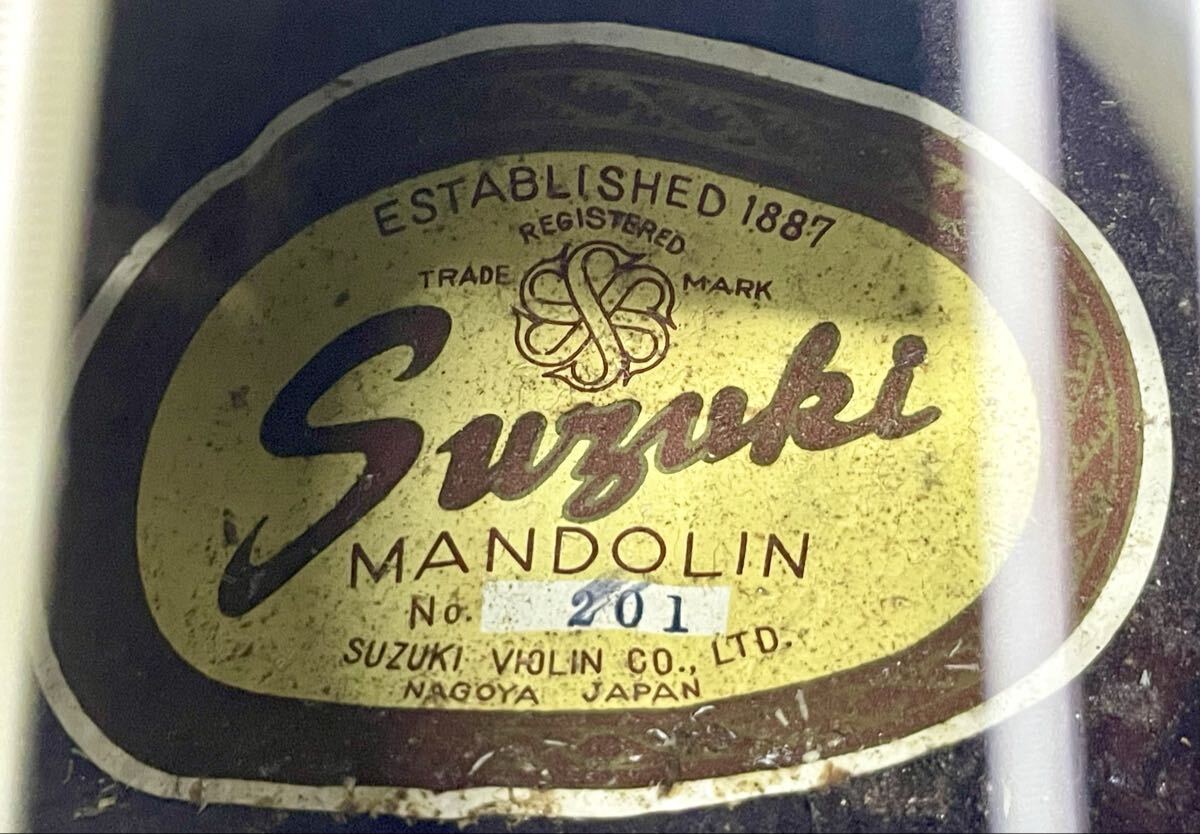 ESTABLISHED 1887
REGISTERED
TRADE MARK
Suzuki
MANDOLIN
No. 201
SUZUKI VIOLIN CO., LTD.
NAGOYA JAPAN